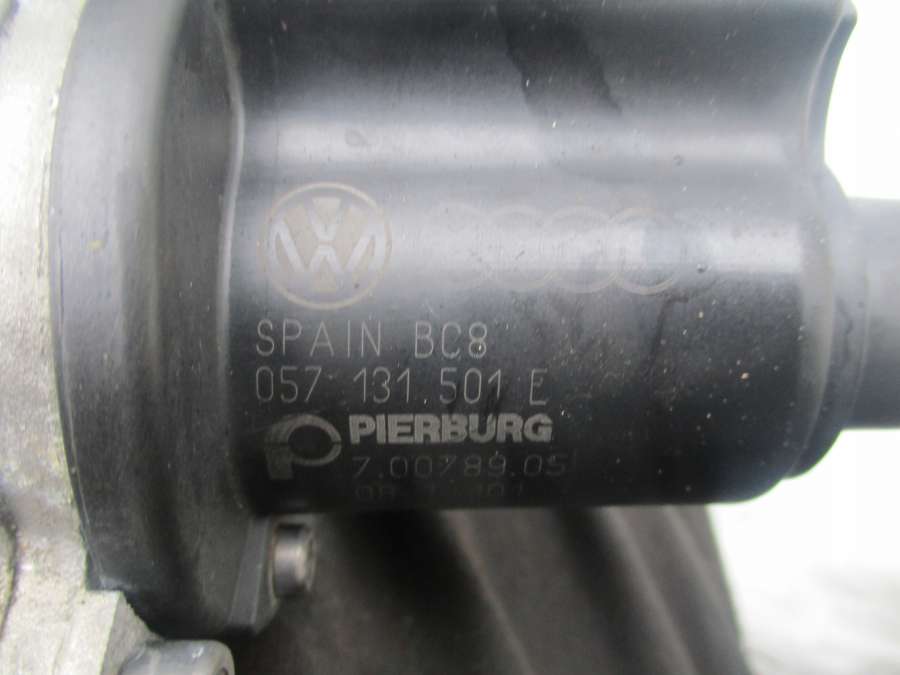 SPAIN BC8
057 131 501 E
PIERBURG
7.00789.05